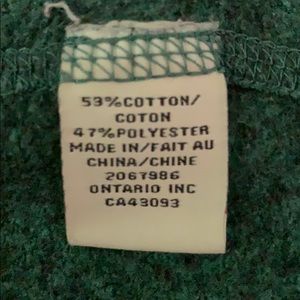 53%COTTON/
COTON
47%POLYESTER
MADE IN/FAIT AU
CHINA/CHINE
2067986
ONTARIO INC
CA43093